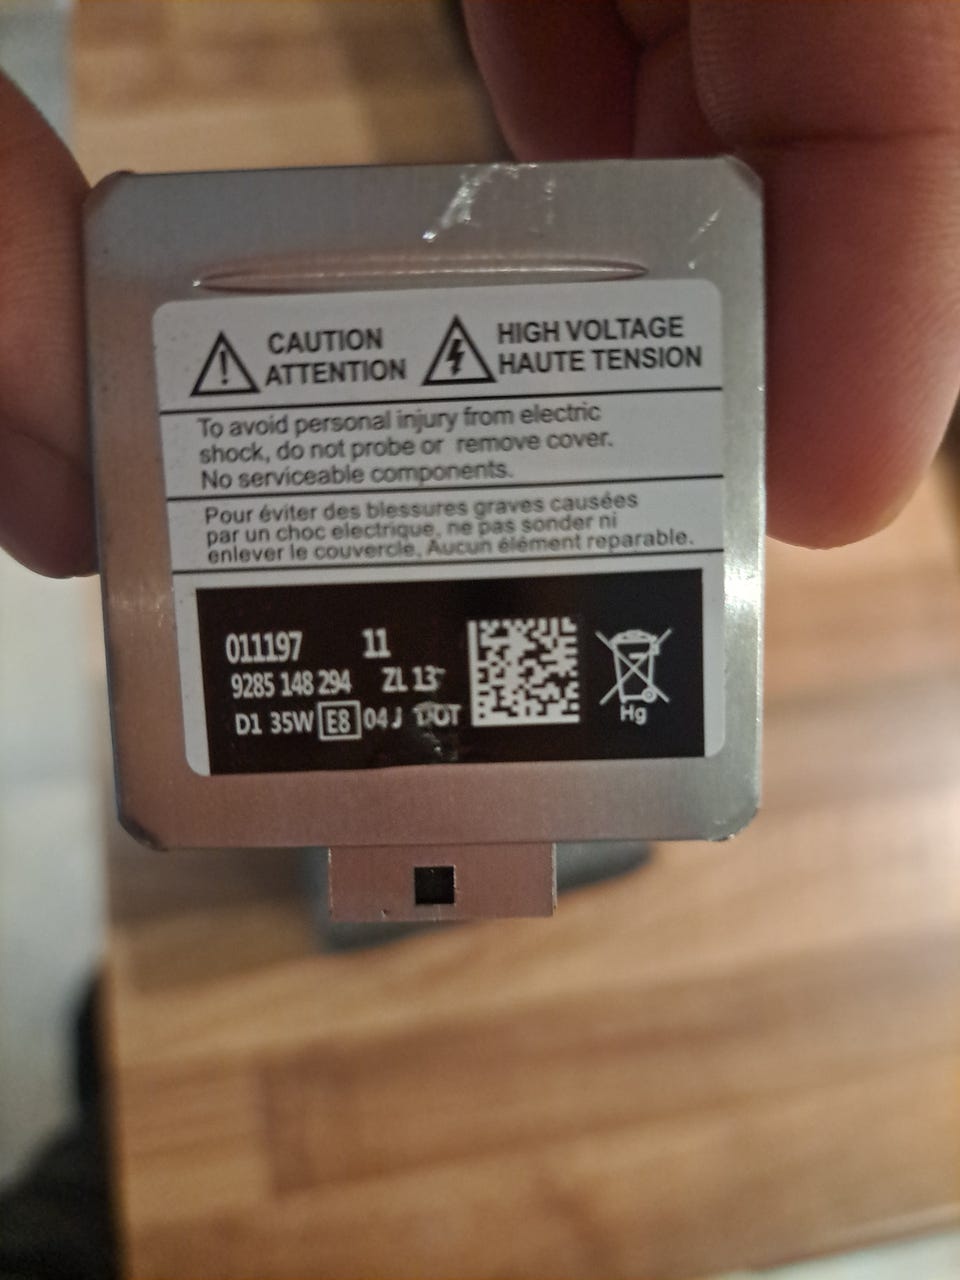 CAUTION
ATTENTION
HIGH VOLTAGE
HAUTE TENSION
To avoid personal injury from electric
shock, do not probe or remove cover.
No serviceable components.
Pour éviter des blessures graves causées
par un choc electrique, ne pas sonder ni
enlever le couvercle, Aucun élément reparable.
011197 11
9285 148 294 ZL 13
D1 35W E8 04 J DOT
Hg